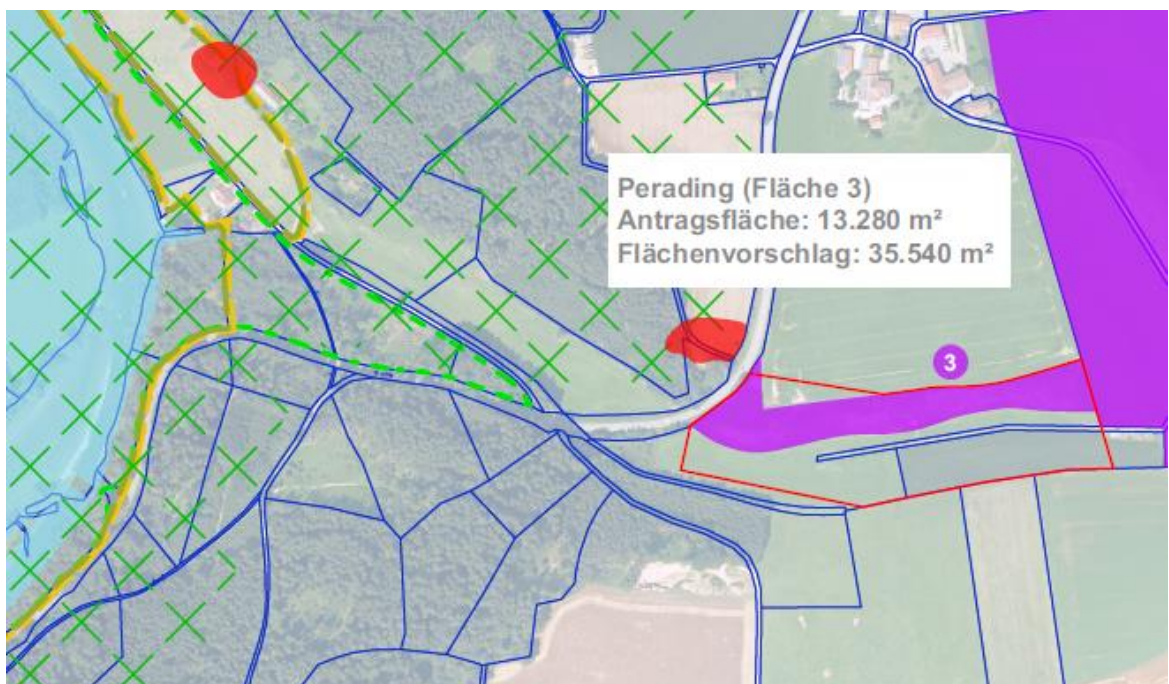 Perading (Fläche 3)
Antragsfläche: 13.280 m²
Flächenvorschlag: 35.540 m²
3